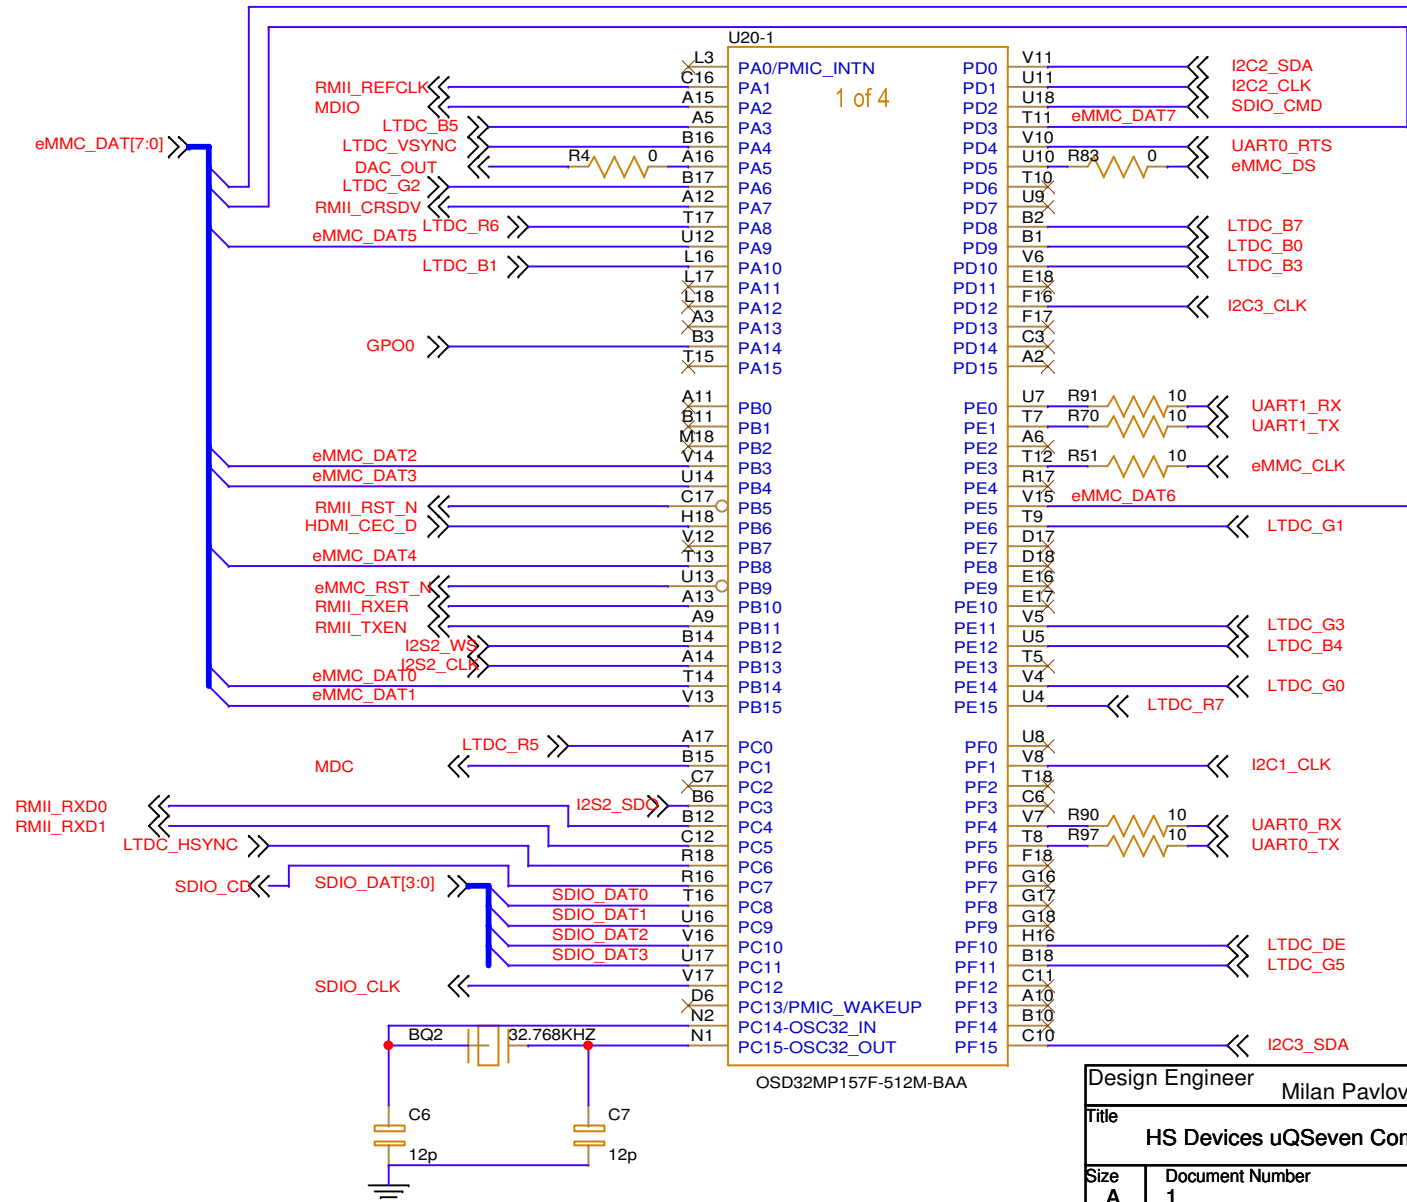 U20-1
1 of 4
eMMC_DAT[7:0]
L3 PA0/PMIC_INTN
RMII_REFCLK C16 PA1
MDIO A15 PA2
LTDC_B5 A5 PA3
LTDC_VSYNC B16 PA4
DAC_OUT R4 0 A16 PA5
LTDC_G2 B17 PA6
RMII_CRSDV A12 PA7
LTDC_R6 T17 PA8
eMMC_DAT5 U12 PA9
LTDC_B1 L16 PA10
L17 PA11
L18 PA12
A3 PA13
GPO0 B3 PA14
T15 PA15
A11 PB0
B11 PB1
M18 PB2
eMMC_DAT2 V14 PB3
eMMC_DAT3 U14 PB4
RMII_RST_N C17 PB5
HDMI_CEC_D H18 PB6
V12 PB7
eMMC_DAT4 T13 PB8
eMMC_RST_N U13 PB9
RMII_RXER A13 PB10
RMII_TXEN A9 PB11
I2S2_WS B14 PB12
I2S2_CLK A14 PB13
eMMC_DAT0 T14 PB14
eMMC_DAT1 V13 PB15
LTDC_R5 A17 PC0
MDC B15 PC1
C7 PC2
I2S2_SDO B6 PC3
RMII_RXD0 B12 PC4
RMII_RXD1 C12 PC5
LTDC_HSYNC R18 PC6
SDIO_CD R16 PC7
SDIO_DAT[3:0]
SDIO_DAT0 T16 PC8
SDIO_DAT1 U16 PC9
SDIO_DAT2 V16 PC10
SDIO_DAT3 U17 PC11
SDIO_CLK V17 PC12
D6 PC13/PMIC_WAKEUP
N2 PC14-OSC32_IN
N1 PC15-OSC32_OUT
BQ2 32.768KHZ
C6 12p
C7 12p
PD0 V11 I2C2_SDA
PD1 U11 I2C2_CLK
PD2 U18 SDIO_CMD
PD3 T11 eMMC_DAT7
PD4 V10 UART0_RTS
PD5 U10 R83 0 eMMC_DS
PD6 T10
PD7 U9
PD8 B2 LTDC_B7
PD9 B1 LTDC_B0
PD10 V6 LTDC_B3
PD11 E18
PD12 F16 I2C3_CLK
PD13 F17
PD14 C3
PD15 A2
PE0 U7 R91 10 UART1_RX
PE1 T7 R70 10 UART1_TX
PE2 A6
PE3 T12 R51 10 eMMC_CLK
PE4 R17
PE5 V15 eMMC_DAT6
PE6 T9 LTDC_G1
PE7 D17
PE8 D18
PE9 E16
PE10 E17
PE11 V5 LTDC_G3
PE12 U5 LTDC_B4
PE13 T5
PE14 V4 LTDC_G0
PE15 U4 LTDC_R7
PF0 U8
PF1 V8 I2C1_CLK
PF2 T18
PF3 C6
PF4 V7 R90 10 UART0_RX
PF5 T8 R97 10 UART0_TX
PF6 F18
PF7 G16
PF8 G17
PF9 G18
PF10 H16 LTDC_DE
PF11 B18 LTDC_G5
PF12 C11
PF13 A10
PF14 B10
PF15 C10 I2C3_SDA
OSD32MP157F-512M-BAA
Design Engineer Milan Pavlov
Title
HS Devices uQSeven Con
Size Document Number
A 1